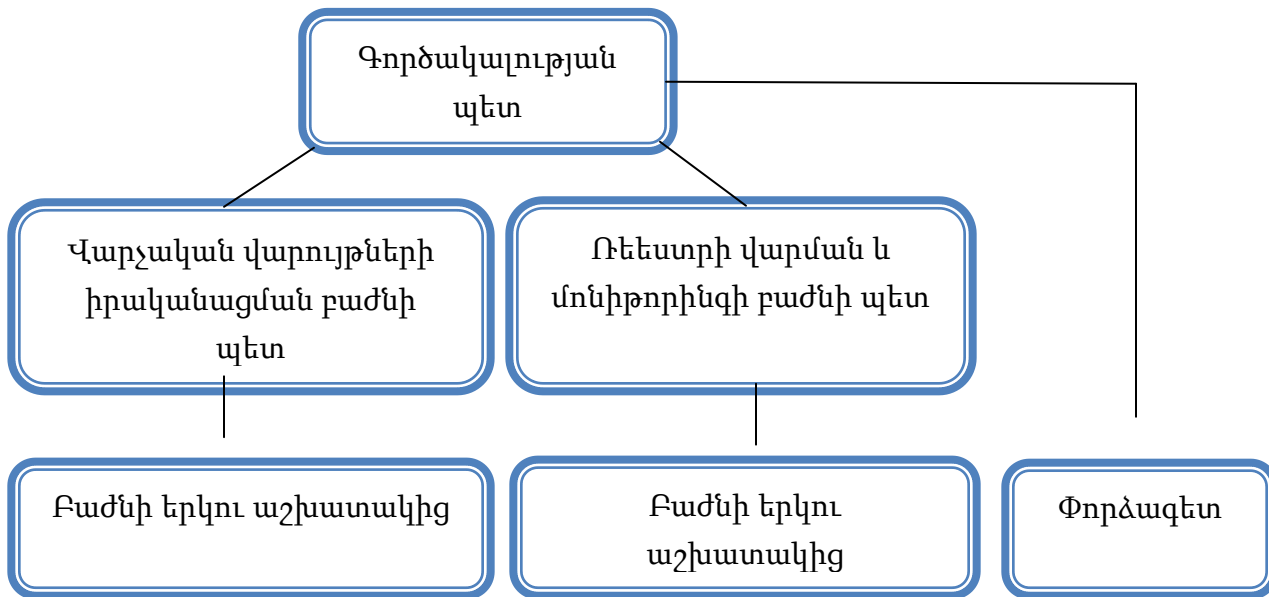 Գործակալության
պետ
Վարչական վարույթների
իրականացման բաժնի
պետ
Ռեեստրի վարման և
մոնիթորինգի բաժնի պետ
Բաժնի երկու աշխատակից
Բաժնի երկու
աշխատակից
Փորձագետ